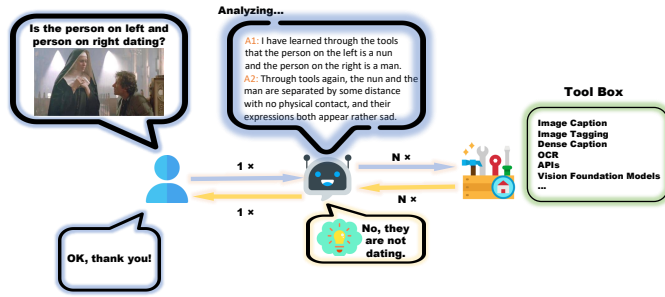 Is the person on left and
person on right dating?
Analyzing...
A1: I have learned through the tools
that the person on the left is a nun
and the person on the right is a man.
A2: Through tools again, the nun and the
man are separated by some distance
with no physical contact, and their
expressions both appear rather sad.
Tool Box
Image Caption
Image Tagging
Dense Caption
OCR
APIs
Vision Foundation Models
...
1 ×
N ×
1 ×
N ×
OK, thank you!
No, they
are not
dating.